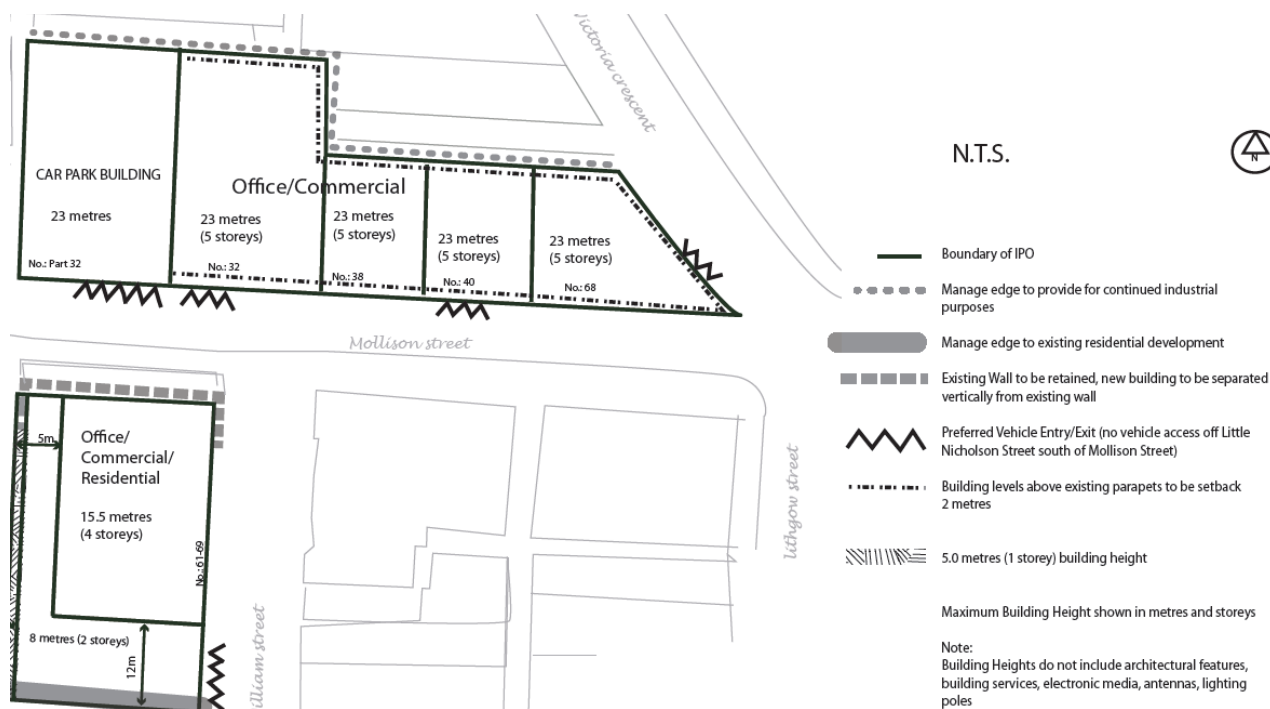 Victoria crescent
N.T.S.
N
CAR PARK BUILDING
23 metres
No.: Part 32
Office/Commercial
23 metres
(5 storeys)
No.: 32
23 metres
(5 storeys)
No.: 38
23 metres
(5 storeys)
No.: 40
23 metres
(5 storeys)
No.: 68
Mollison street
5m
Office/
Commercial/
Residential
15.5 metres
(4 storeys)
No.: 61-69
8 metres (2 storeys)
12m
illiam street
lithgow street
Boundary of IPO
Manage edge to provide for continued industrial
purposes
Manage edge to existing residential development
Existing Wall to be retained, new building to be separated
vertically from existing wall
Preferred Vehicle Entry/Exit (no vehicle access off Little
Nicholson Street south of Mollison Street)
Building levels above existing parapets to be setback
2 metres
5.0 metres (1 storey) building height
Maximum Building Height shown in metres and storeys
Note:
Building Heights do not include architectural features,
building services, electronic media, antennas, lighting
poles